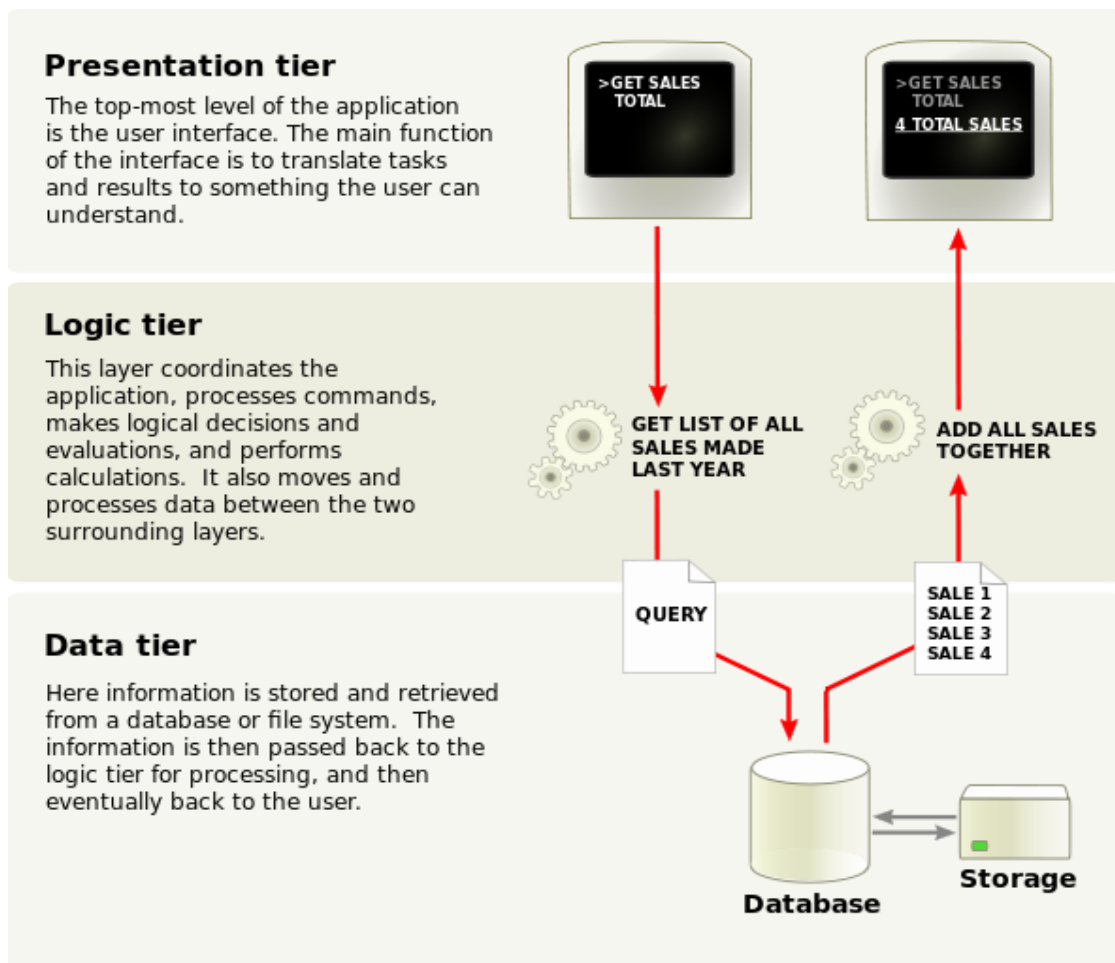 Presentation tier
The top-most level of the application
is the user interface. The main function
of the interface is to translate tasks
and results to something the user can
understand.
>GET SALES
TOTAL
>GET SALES
TOTAL
4 TOTAL SALES
Logic tier
This layer coordinates the
application, processes commands,
makes logical decisions and
evaluations, and performs
calculations.  It also moves and
processes data between the two
surrounding layers.
GET LIST OF ALL
SALES MADE
LAST YEAR
ADD ALL SALES
TOGETHER
QUERY
SALE 1
SALE 2
SALE 3
SALE 4
Data tier
Here information is stored and retrieved
from a database or file system.  The
information is then passed back to the
logic tier for processing, and then
eventually back to the user.
Database
Storage